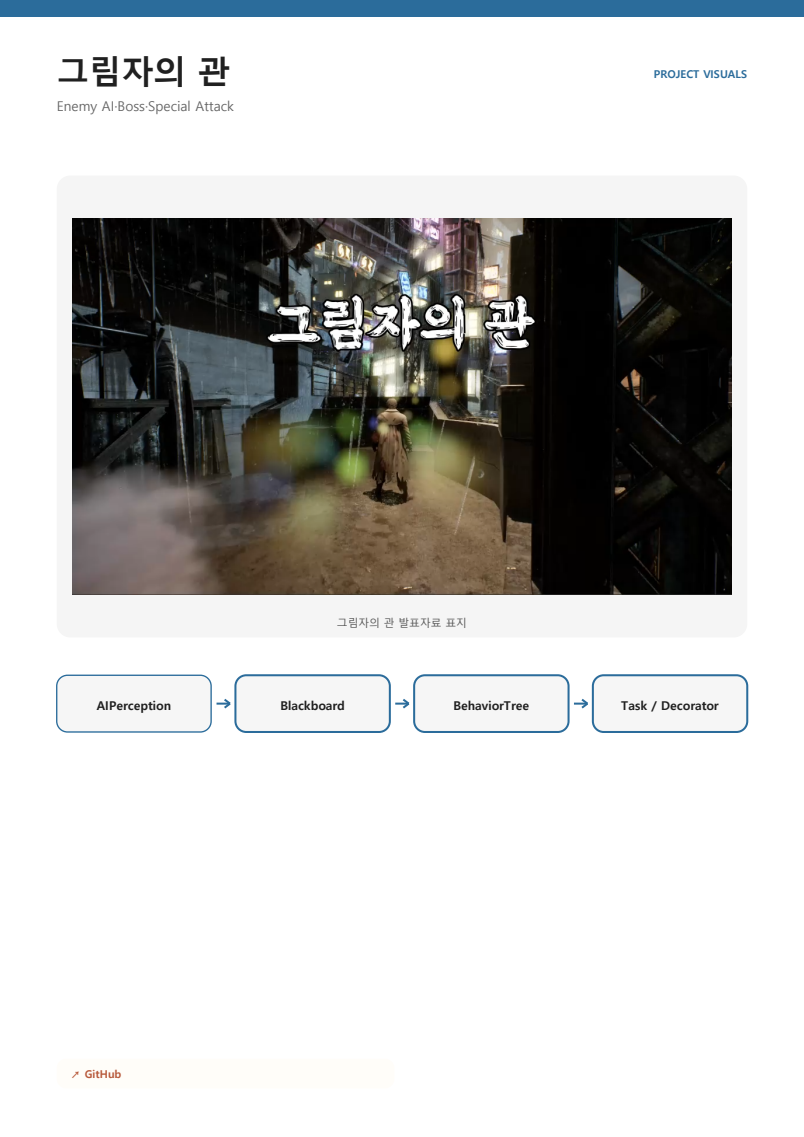 그림자의 관
PROJECT VISUALS
Enemy AI·Boss·Special Attack
그림자의 관
그림자의 관 발표자료 표지
AIPerception → Blackboard → BehaviorTree → Task / Decorator
↗ GitHub